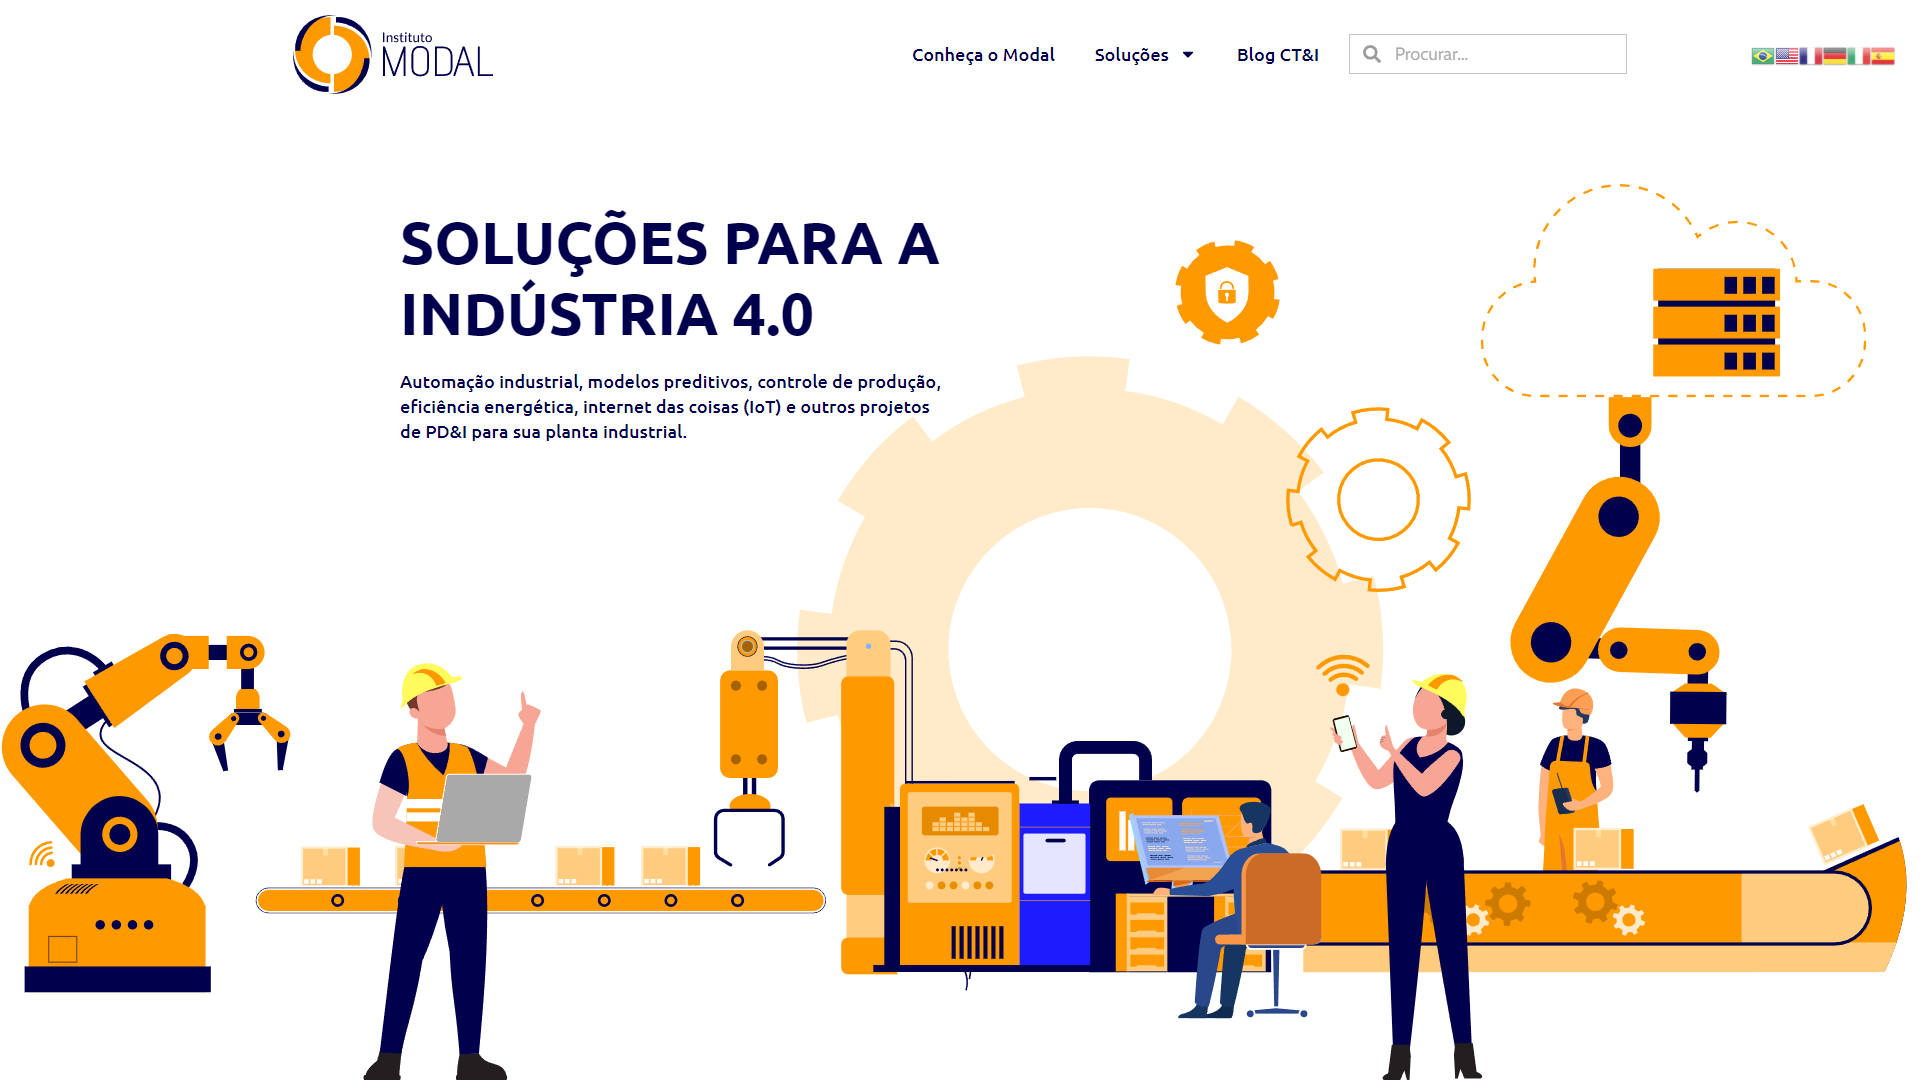 Instituto
MODAL
Conheça o Modal
Soluções
Blog CT&I
Procurar...
SOLUÇÕES PARA A
INDÚSTRIA 4.0
Automação industrial, modelos preditivos, controle de produção,
eficiência energética, internet das coisas (IoT) e outros projetos
de PD&I para sua planta industrial.